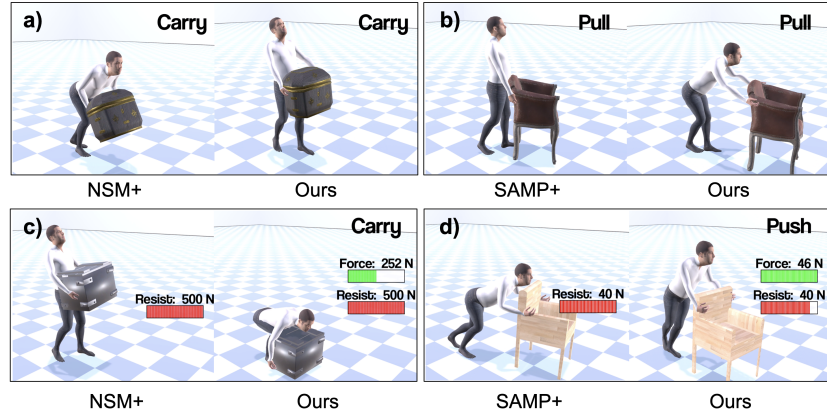 a) Carry Carry
b) Pull Pull
NSM+ Ours SAMP+ Ours
c) Carry
Force: 252 N
Resist: 500 N Resist: 500 N
d) Push
Force: 46 N
Resist: 40 N Resist: 40 N
NSM+ Ours SAMP+ Ours